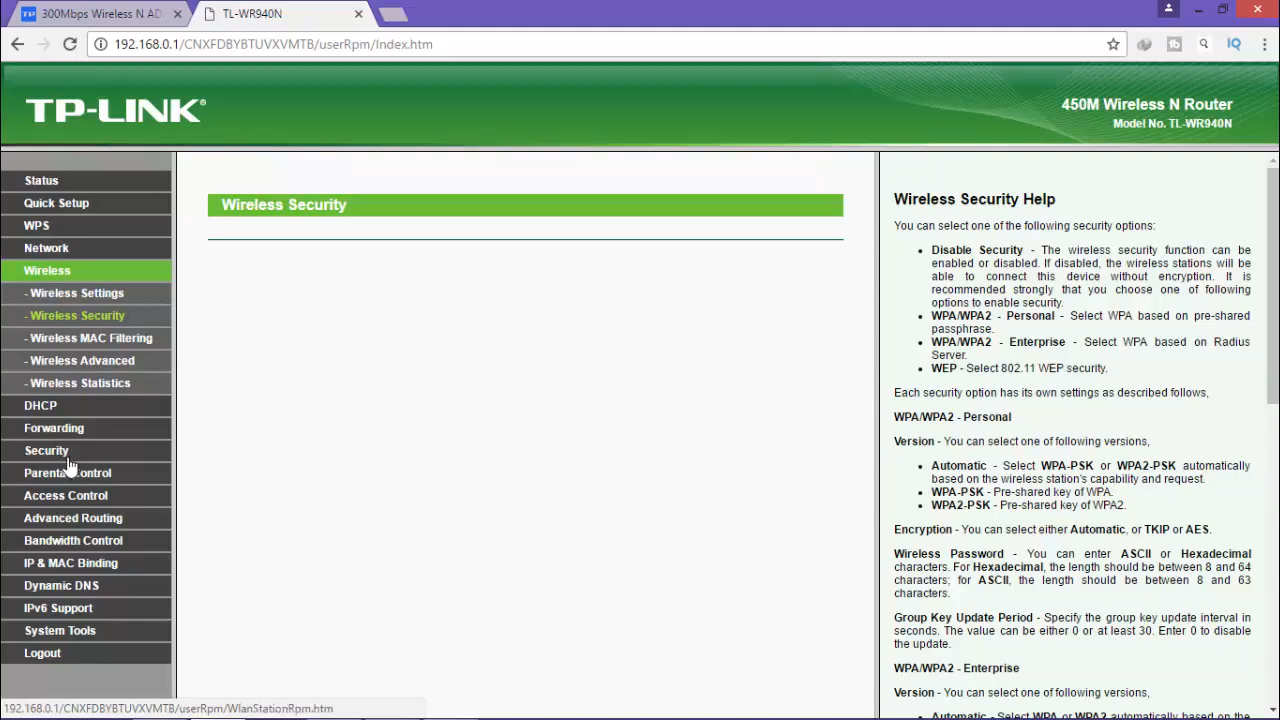 300Mbps Wireless N AD
TL-WR940N
192.168.0.1/CNXFDBYBTUVXVMTB/userRpm/Index.htm
TP-LINK®
450M Wireless N Router
Model No. TL-WR940N
Status
Quick Setup
WPS
Network
Wireless
- Wireless Settings
- Wireless Security
- Wireless MAC Filtering
- Wireless Advanced
- Wireless Statistics
DHCP
Forwarding
Security
Parental Control
Access Control
Advanced Routing
Bandwidth Control
IP & MAC Binding
Dynamic DNS
IPv6 Support
System Tools
Logout
Wireless Security
Wireless Security Help
You can select one of the following security options:
• Disable Security - The wireless security function can be
enabled or disabled. If disabled, the wireless stations will be
able to connect this device without encryption. It is
recommended strongly that you choose one of following
options to enable security.
• WPA/WPA2 - Personal - Select WPA based on pre-shared
passphrase.
• WPA/WPA2 - Enterprise - Select WPA based on Radius
Server.
• WEP - Select 802.11 WEP security.
Each security option has its own settings as described follows,
WPA/WPA2 - Personal
Version - You can select one of following versions,
• Automatic - Select WPA-PSK or WPA2-PSK automatically
based on the wireless station's capability and request.
• WPA-PSK - Pre-shared key of WPA.
• WPA2-PSK - Pre-shared key of WPA2.
Encryption - You can select either Automatic, or TKIP or AES.
Wireless Password - You can enter ASCII or Hexadecimal
characters. For Hexadecimal, the length should be between 8 and 64
characters; for ASCII, the length should be between 8 and 63
characters.
Group Key Update Period - Specify the group key update interval in
seconds. The value can be either 0 or at least 30. Enter 0 to disable
the update.
WPA/WPA2 - Enterprise
Version - You can select one of following versions,
• Automatic - Select WPA or WPA2 automatically based on the
192.168.0.1/CNXFDBYBTUVXVMTB/userRpm/WlanStationRpm.htm